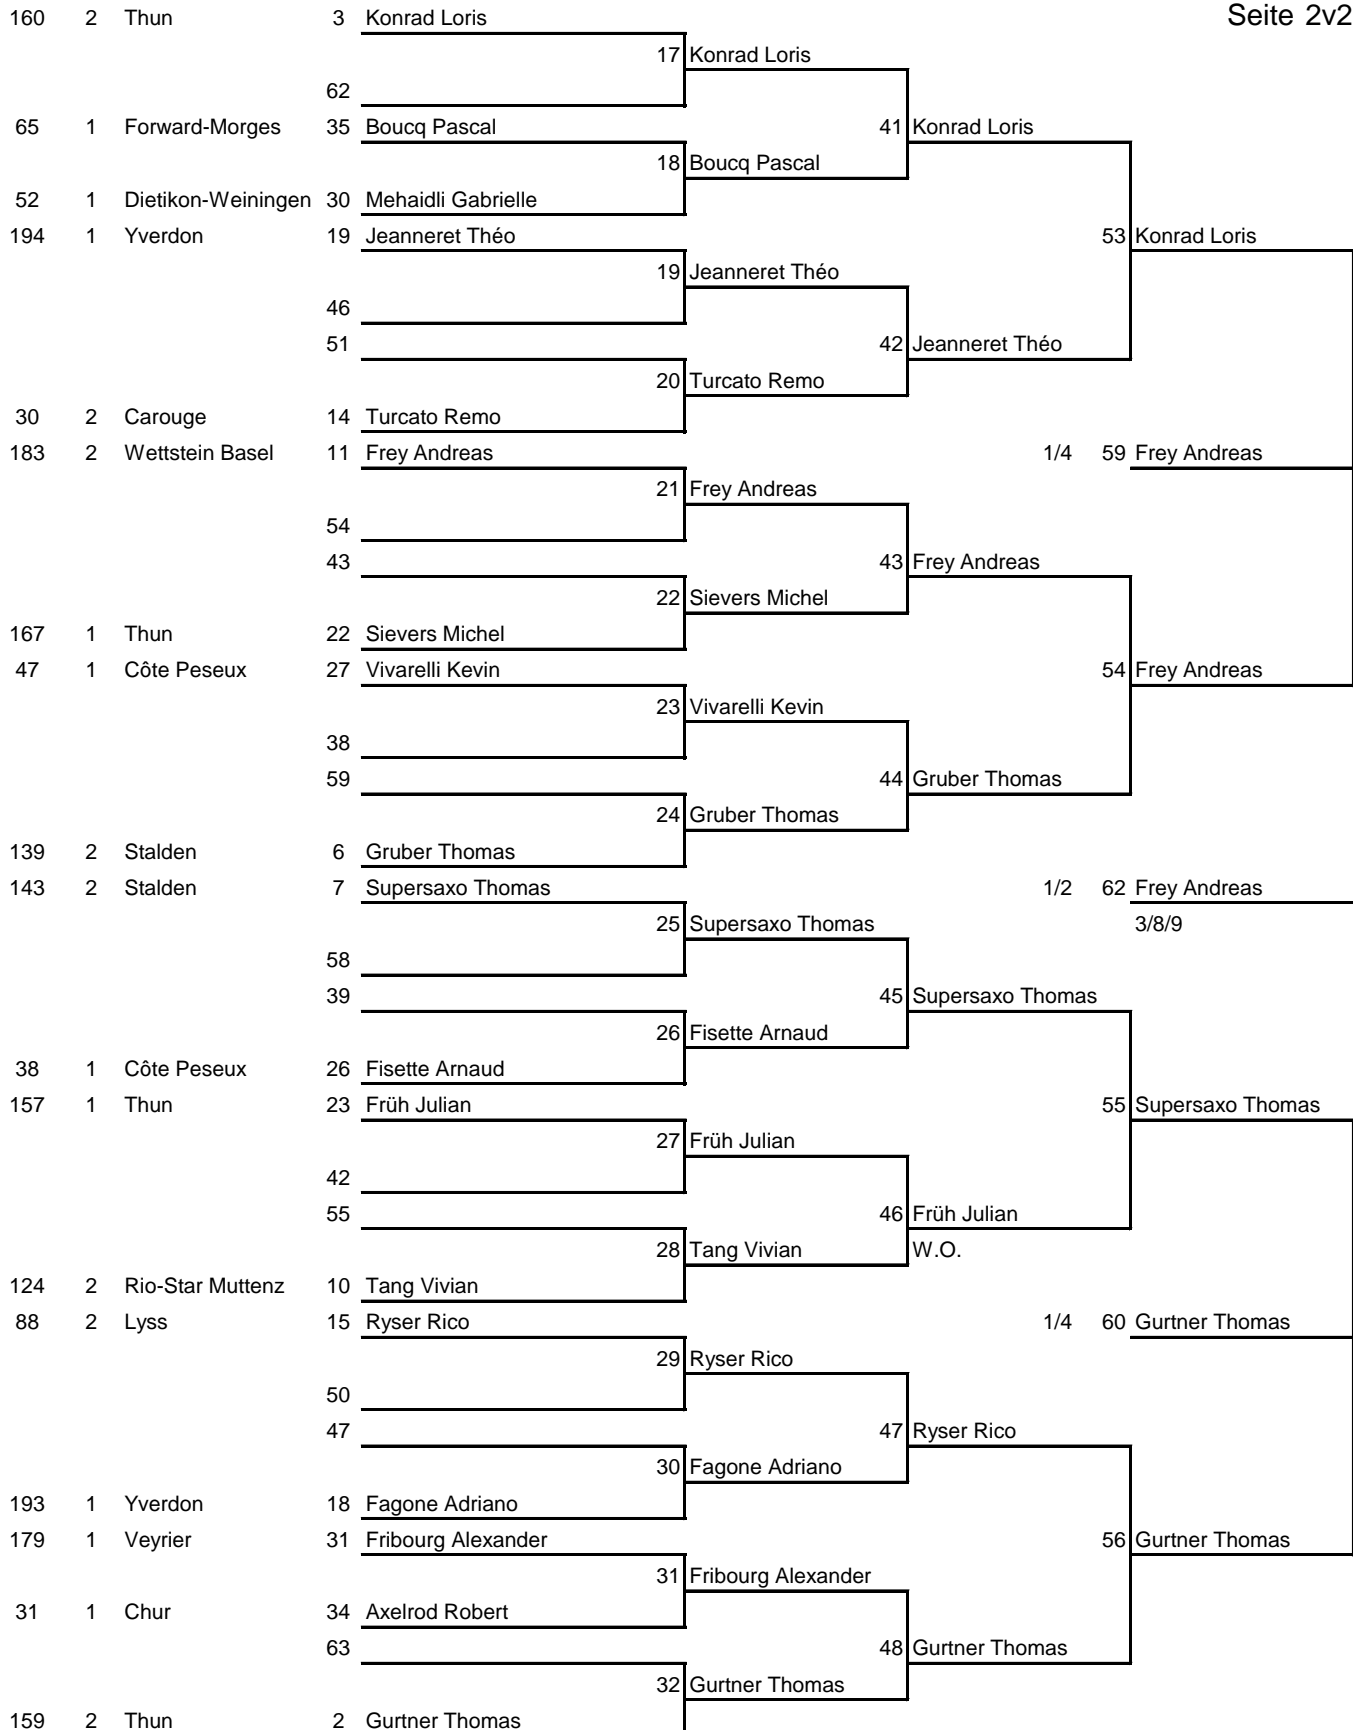 160 2 Thun 3 Konrad Loris Seite 2v2
17 Konrad Loris
62
65 1 Forward-Morges 35 Boucq Pascal 41 Konrad Loris
18 Boucq Pascal
52 1 Dietikon-Weiningen 30 Mehaidli Gabrielle
194 1 Yverdon 19 Jeanneret Théo 53 Konrad Loris
19 Jeanneret Théo
46
51 42 Jeanneret Théo
20 Turcato Remo
30 2 Carouge 14 Turcato Remo
183 2 Wettstein Basel 11 Frey Andreas 1/4 59 Frey Andreas
21 Frey Andreas
54
43 43 Frey Andreas
22 Sievers Michel
167 1 Thun 22 Sievers Michel
47 1 Côte Peseux 27 Vivarelli Kevin 54 Frey Andreas
23 Vivarelli Kevin
38
59 44 Gruber Thomas
24 Gruber Thomas
139 2 Stalden 6 Gruber Thomas
143 2 Stalden 7 Supersaxo Thomas 1/2 62 Frey Andreas
25 Supersaxo Thomas 3/8/9
58
39 45 Supersaxo Thomas
26 Fisette Arnaud
38 1 Côte Peseux 26 Fisette Arnaud
157 1 Thun 23 Früh Julian 55 Supersaxo Thomas
27 Früh Julian
42
55 46 Früh Julian
28 Tang Vivian W.O.
124 2 Rio-Star Muttenz 10 Tang Vivian
88 2 Lyss 15 Ryser Rico 1/4 60 Gurtner Thomas
29 Ryser Rico
50
47 47 Ryser Rico
30 Fagone Adriano
193 1 Yverdon 18 Fagone Adriano
179 1 Veyrier 31 Fribourg Alexander 56 Gurtner Thomas
31 Fribourg Alexander
31 1 Chur 34 Axelrod Robert
63 48 Gurtner Thomas
32 Gurtner Thomas
159 2 Thun 2 Gurtner Thomas